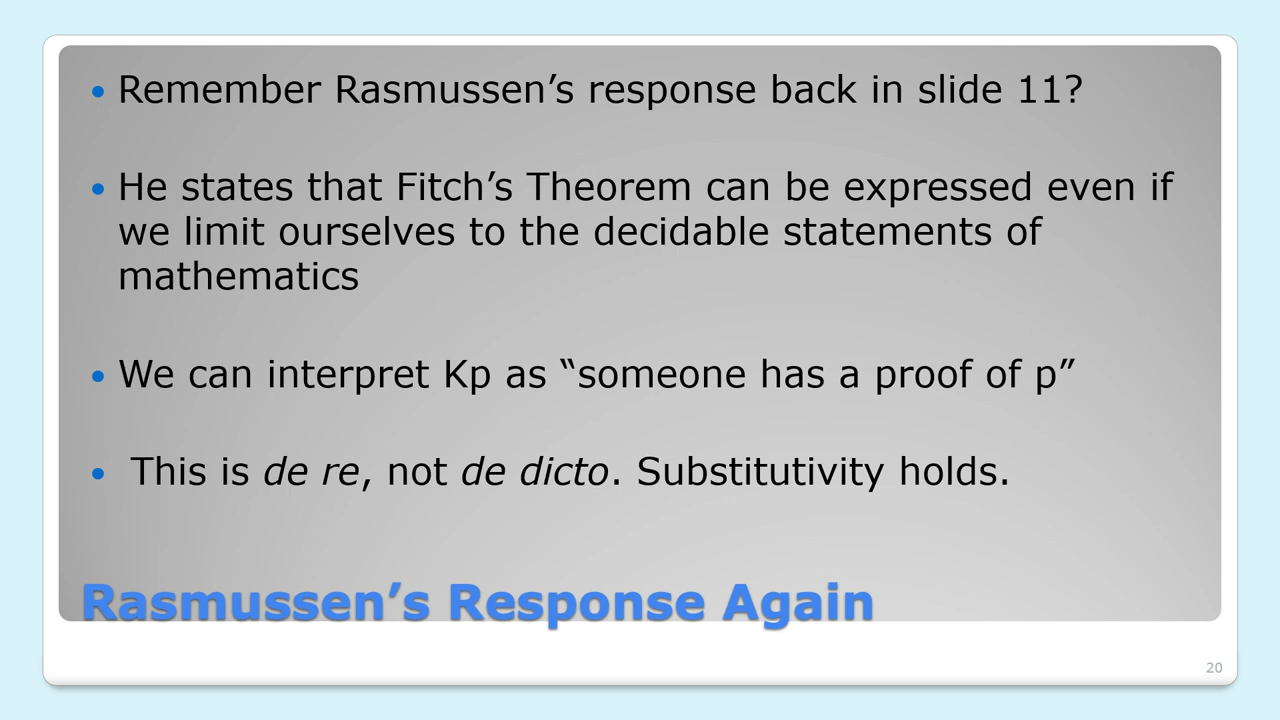 • Remember Rasmussen’s response back in slide 11?
• He states that Fitch’s Theorem can be expressed even if
we limit ourselves to the decidable statements of
mathematics
• We can interpret Kp as “someone has a proof of p”
• This is de re, not de dicto. Substitutivity holds.
Rasmussen’s Response Again
20